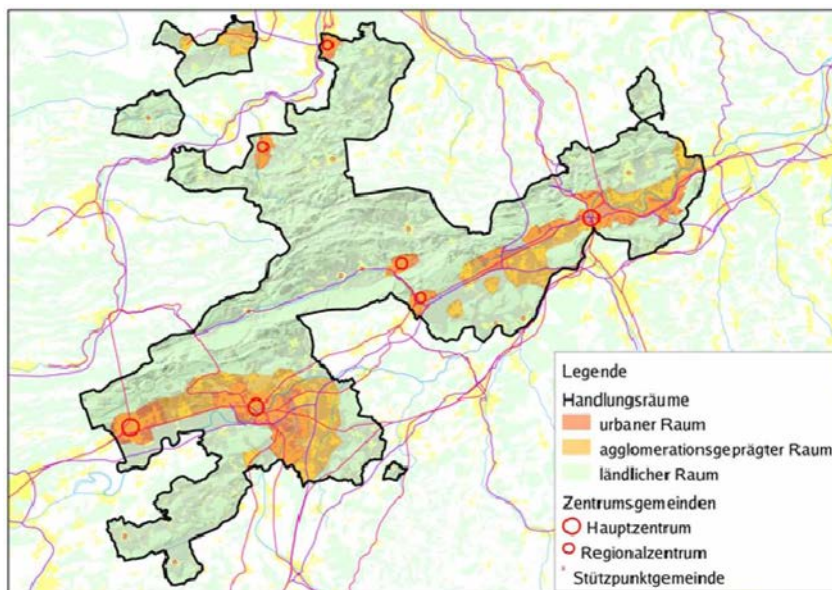 Legende
Handlungsräume
urbaner Raum
agglomerationsgeprägter Raum
ländlicher Raum
Zentrumsgemeinden
Hauptzentrum
Regionalzentrum
Stützpunktgemeinde